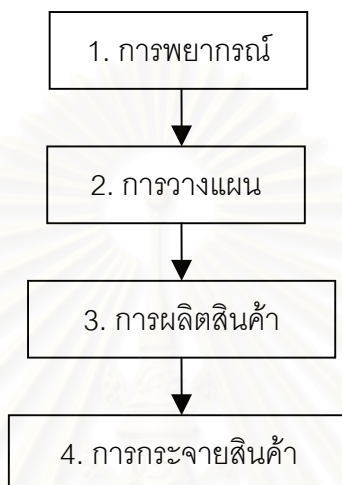 1. การพยากรณ์
2. การวางแผน
3. การผลิตสินค้า
4. การกระจายสินค้า